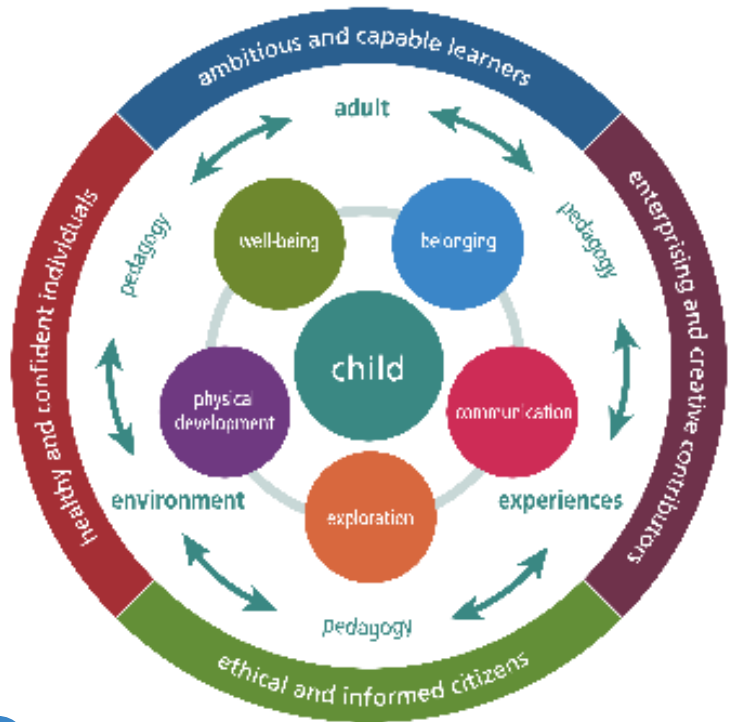 ambitious and capable learners
adult
pedagogy
pedagogy
healthy and confident individuals
enterprising and creative contributors
well-being
belonging
child
physical
development
communication
environment
experiences
exploration
pedagogy
ethical and informed citizens